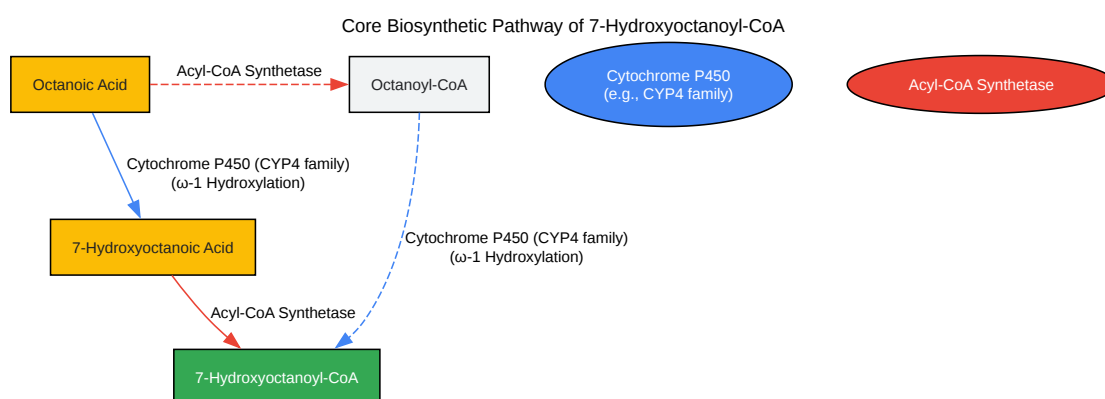 Core Biosynthetic Pathway of 7-Hydroxyoctanoyl-CoA
Octanoic Acid
Acyl-CoA Synthetase
Octanoyl-CoA
Cytochrome P450
(e.g., CYP4 family)
Acyl-CoA Synthetase
Cytochrome P450 (CYP4 family)
(ω-1 Hydroxylation)
7-Hydroxyoctanoic Acid
Cytochrome P450 (CYP4 family)
(ω-1 Hydroxylation)
Acyl-CoA Synthetase
7-Hydroxyoctanoyl-CoA